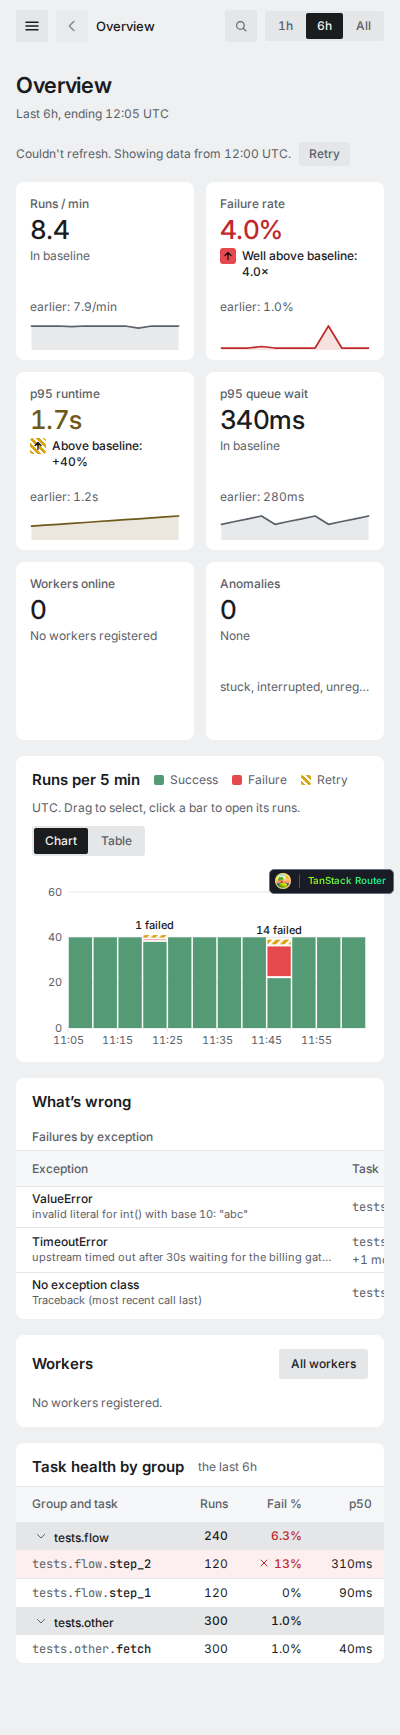 Overview
1h 6h All
Overview
Last 6h, ending 12:05 UTC
Couldn't refresh. Showing data from 12:00 UTC. Retry
Runs / min
8.4
In baseline
earlier: 7.9/min
Failure rate
4.0%
Well above baseline:
4.0×
earlier: 1.0%
p95 runtime
1.7s
Above baseline:
+40%
earlier: 1.2s
p95 queue wait
340ms
In baseline
earlier: 280ms
Workers online
0
No workers registered
Anomalies
0
None
stuck, interrupted, unreg...
Runs per 5 min Success Failure Retry
UTC. Drag to select, click a bar to open its runs.
Chart Table
TanStack Router
60
1 failed
14 failed
40
20
0
11:05 11:15 11:25 11:35 11:45 11:55
What's wrong
Failures by exception
Exception Task
ValueError
invalid literal for int() with base 10: "abc"
tests
TimeoutError
upstream timed out after 30s waiting for the billing gat...
tests
+1 m
No exception class
Traceback (most recent call last)
tests
Workers All workers
No workers registered.
Task health by group the last 6h
Group and task Runs Fail % p50
tests.flow 240 6.3%
tests.flow.step_2 120 × 13% 310ms
tests.flow.step_1 120 0% 90ms
tests.other 300 1.0%
tests.other.fetch 300 1.0% 40ms